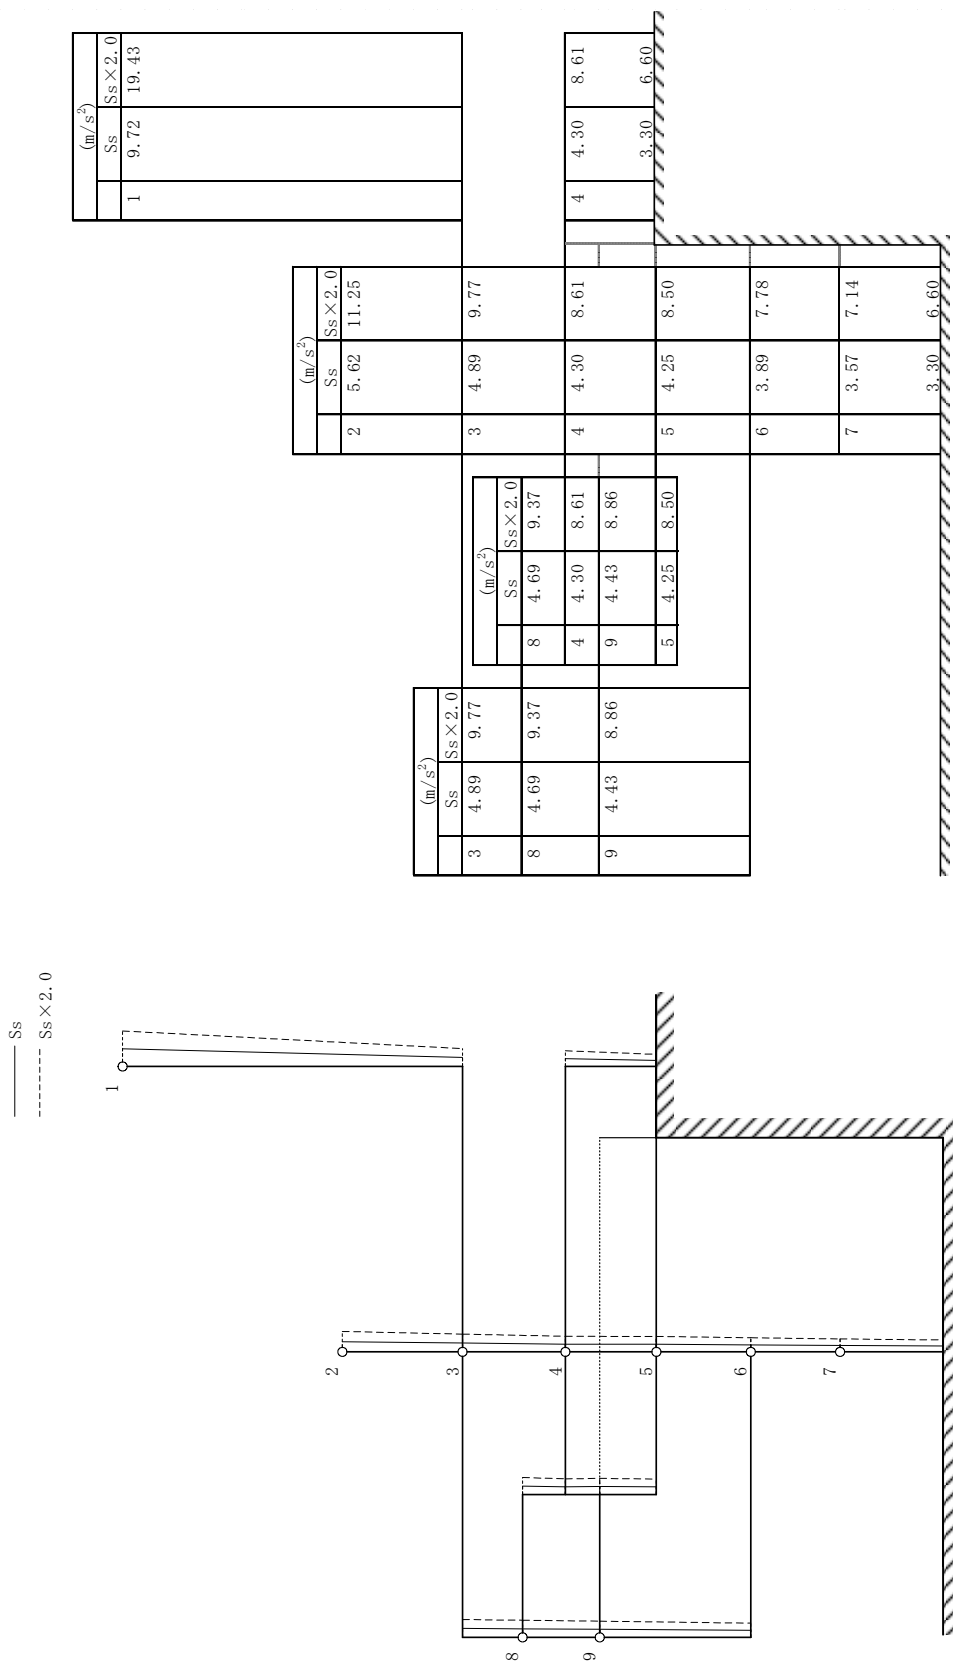 Ss
Ss×2.0
1
2
3
4
5
6
7
8
9
(m/s²)
Ss Ss×2.0
3 4.89 9.77
8 4.69 9.37
9 4.43 8.86
(m/s²)
Ss Ss×2.0
8 4.69 9.37
4 4.30 8.61
9 4.43 8.86
5 4.25 8.50
(m/s²)
Ss Ss×2.0
2 5.62 11.25
3 4.89 9.77
4 4.30 8.61
5 4.25 8.50
6 3.89 7.78
7 3.57 7.14
3.30 6.60
(m/s²)
Ss Ss×2.0
1 9.72 19.43
4 4.30 8.61
3.30 6.60